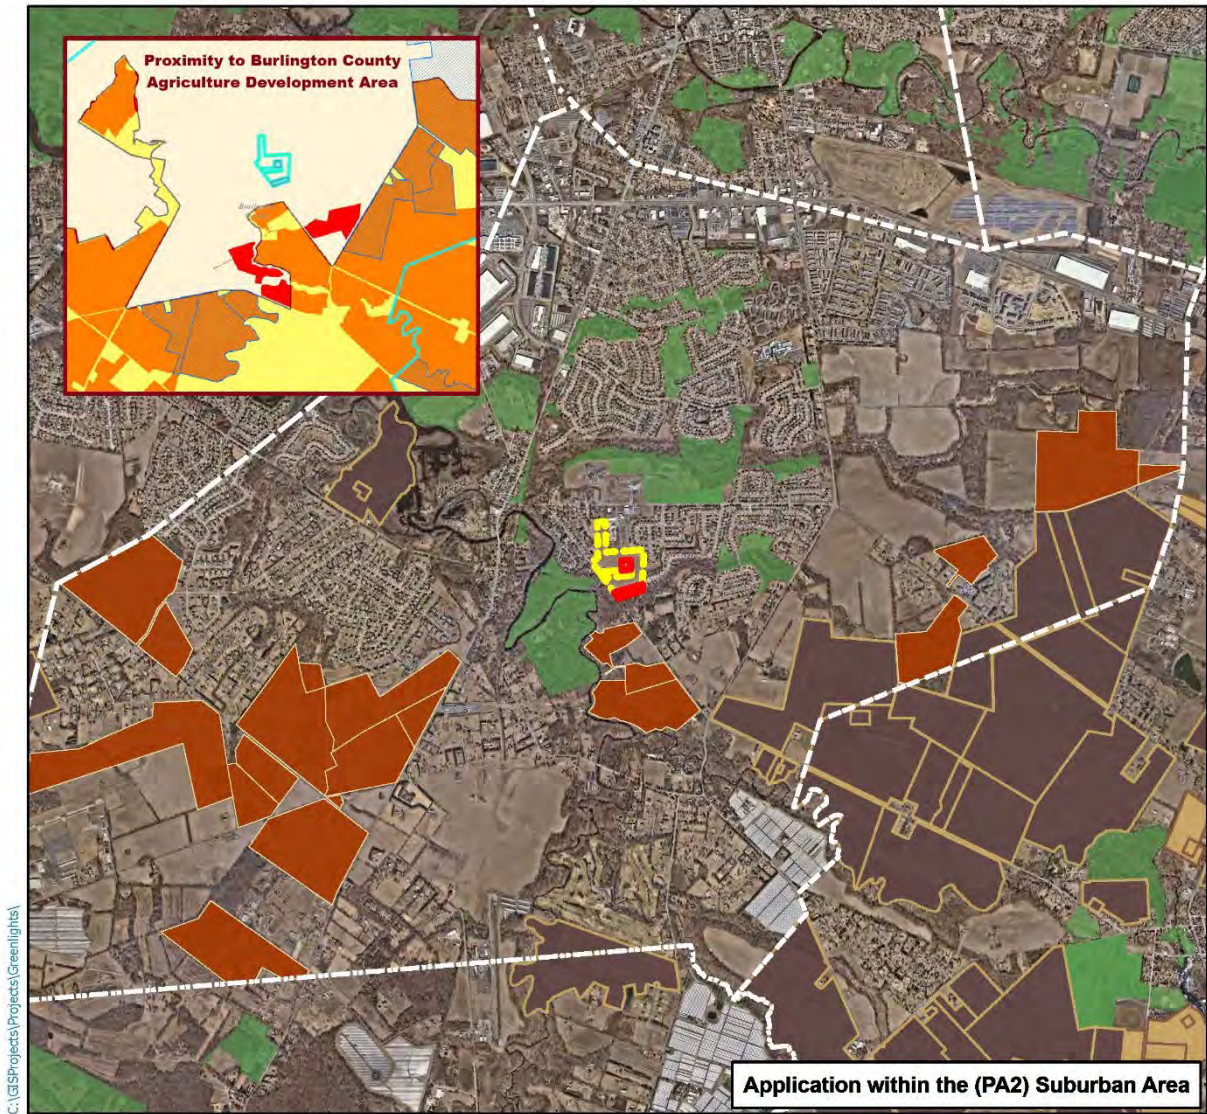 Proximity to Burlington County
Agriculture Development Area
C:\GISProjects\Projects\Greenlights\
Application within the (PA2) Suburban Area